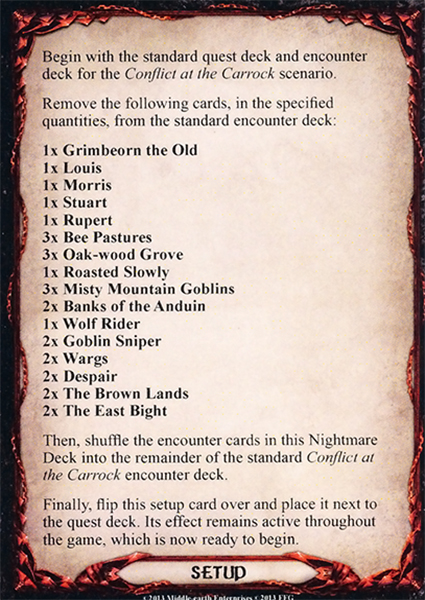 Begin with the standard quest deck and encounter
deck for the Conflict at the Carrock scenario.
Remove the following cards, in the specified
quantities, from the standard encounter deck:
1x Grimbeorn the Old
1x Louis
1x Morris
1x Stuart
1x Rupert
3x Bee Pastures
3x Oak-wood Grove
1x Roasted Slowly
3x Misty Mountain Goblins
2x Banks of the Anduin
1x Wolf Rider
2x Goblin Sniper
2x Wargs
2x Despair
2x The Brown Lands
2x The East Bight
Then, shuffle the encounter cards in this Nightmare
Deck into the remainder of the standard Conflict at
the Carrock encounter deck.
Finally, flip this setup card over and place it next to
the quest deck. Its effect remains active throughout
the game, which is now ready to begin.
SETUP
• 2013 Middle-earth Enterprises • 2013 FFG